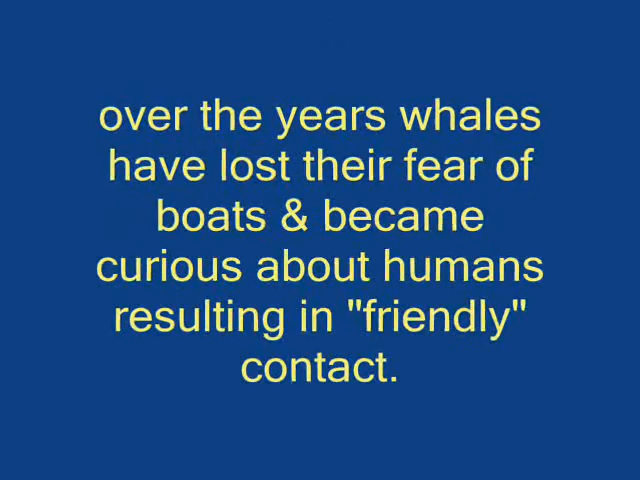 over the years whales
have lost their fear of
boats & became
curious about humans
resulting in "friendly"
contact.